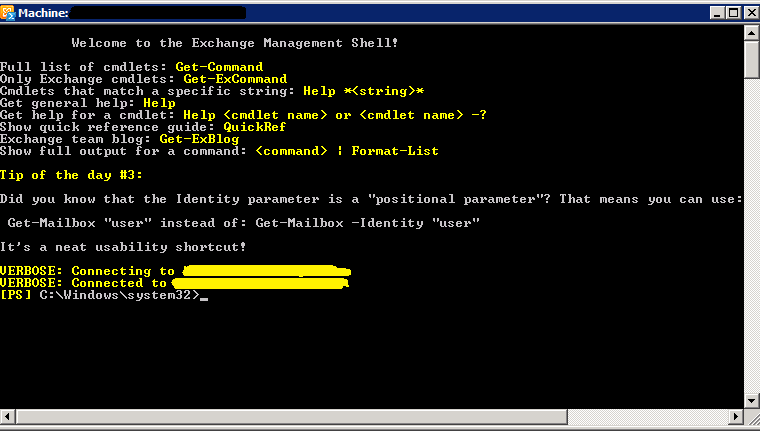 Machine:
Welcome to the Exchange Management Shell!
Full list of cmdlets: Get-Command
Only Exchange cmdlets: Get-ExCommand
Cmdlets that match a specific string: Help *<string>*
Get general help: Help
Get help for a cmdlet: Help <cmdlet name> or <cmdlet name> -?
Show quick reference guide: QuickRef
Exchange team blog: Get-ExBlog
Show full output for a command: <command> | Format-List
Tip of the day #3:
Did you know that the Identity parameter is a "positional parameter"? That means you can use:
Get-Mailbox "user" instead of: Get-Mailbox -Identity "user"
It's a neat usability shortcut!
VERBOSE: Connecting to
VERBOSE: Connected to
[PS] C:\Windows\system32>_